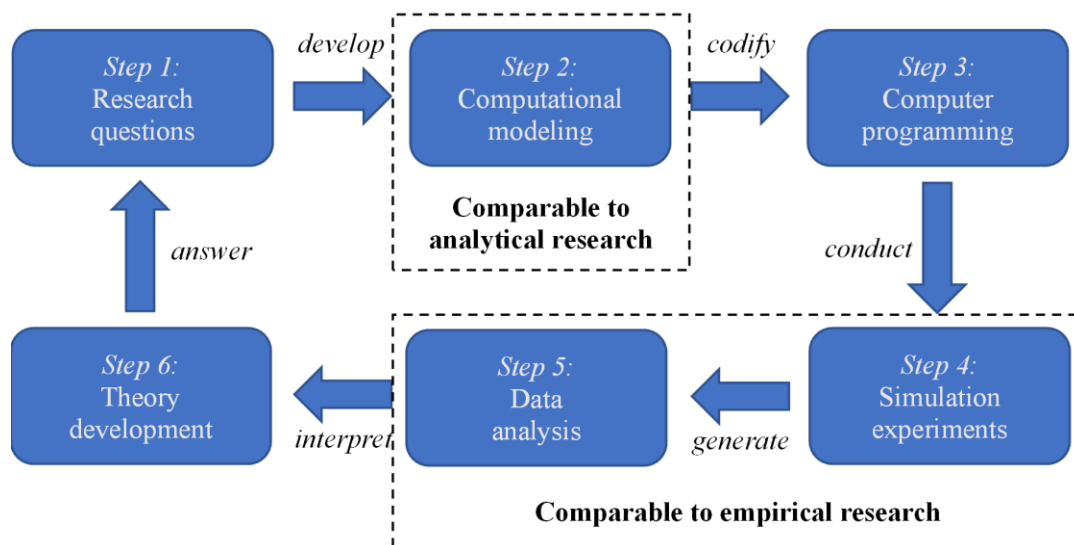 Step 1:
Research
questions
develop
Step 2:
Computational
modeling
Comparable to
analytical research
codify
Step 3:
Computer
programming
conduct
Step 4:
Simulation
experiments
generate
Step 5:
Data
analysis
Comparable to empirical research
interpret
Step 6:
Theory
development
answer